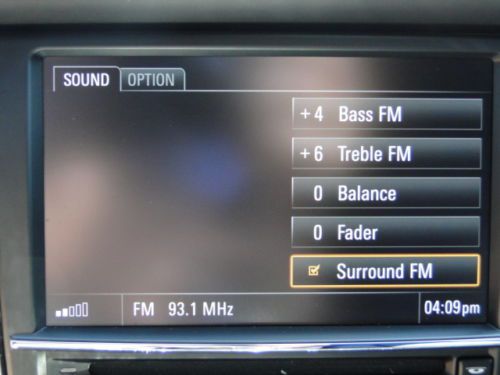 SOUND OPTION
+4 Bass FM
+6 Treble FM
0 Balance
0 Fader
Surround FM
FM 93.1 MHz 04:09pm